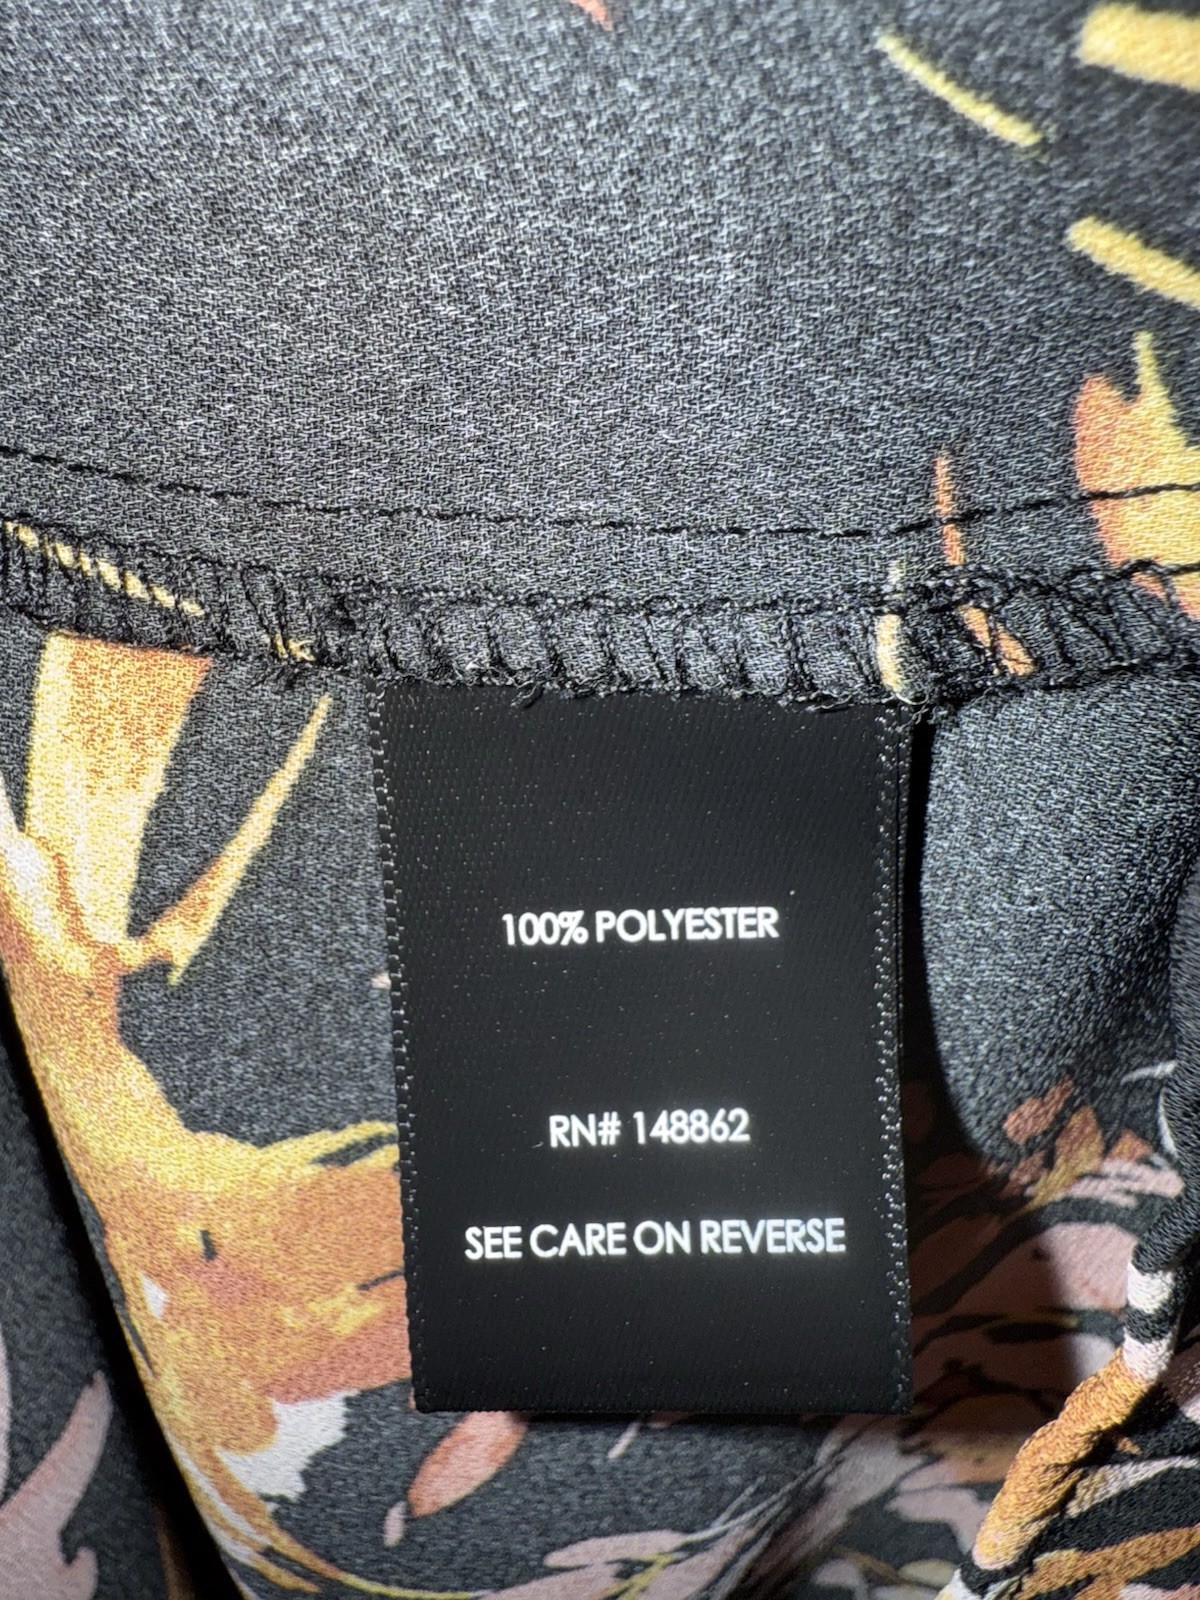 100% POLYESTER
RN# 148862
SEE CARE ON REVERSE